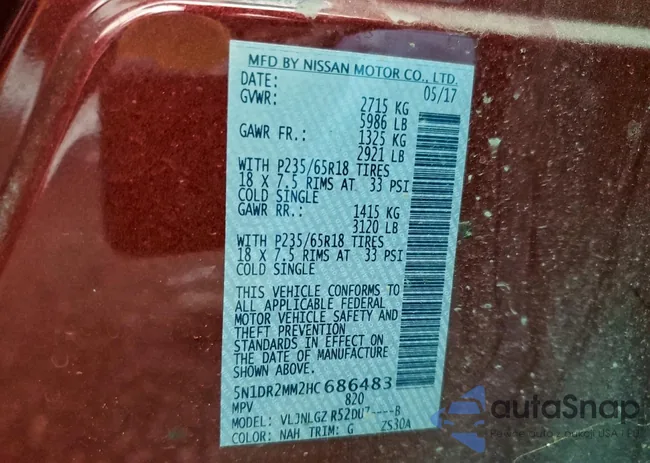 MFD BY NISSAN MOTOR CO., LTD.
DATE: 05/17
GVWR: 2715 KG
5986 LB
GAWR FR.: 1325 KG
2921 LB
WITH P235/65R18 TIRES
18 X 7.5 RIMS AT 33 PSI
COLD SINGLE
GAWR RR.: 1415 KG
3120 LB
WITH P235/65R18 TIRES
18 X 7.5 RIMS AT 33 PSI
COLD SINGLE
THIS VEHICLE CONFORMS TO
ALL APPLICABLE FEDERAL
MOTOR VEHICLE SAFETY AND
THEFT PREVENTION
STANDARDS IN EFFECT ON
THE DATE OF MANUFACTURE
SHOWN ABOVE.
5N1DR2MM2HC686483
MPV 820
MODEL: VLJNLGZ R52DU7----B
COLOR: NAH TRIM: G ZS30A
autoSnap